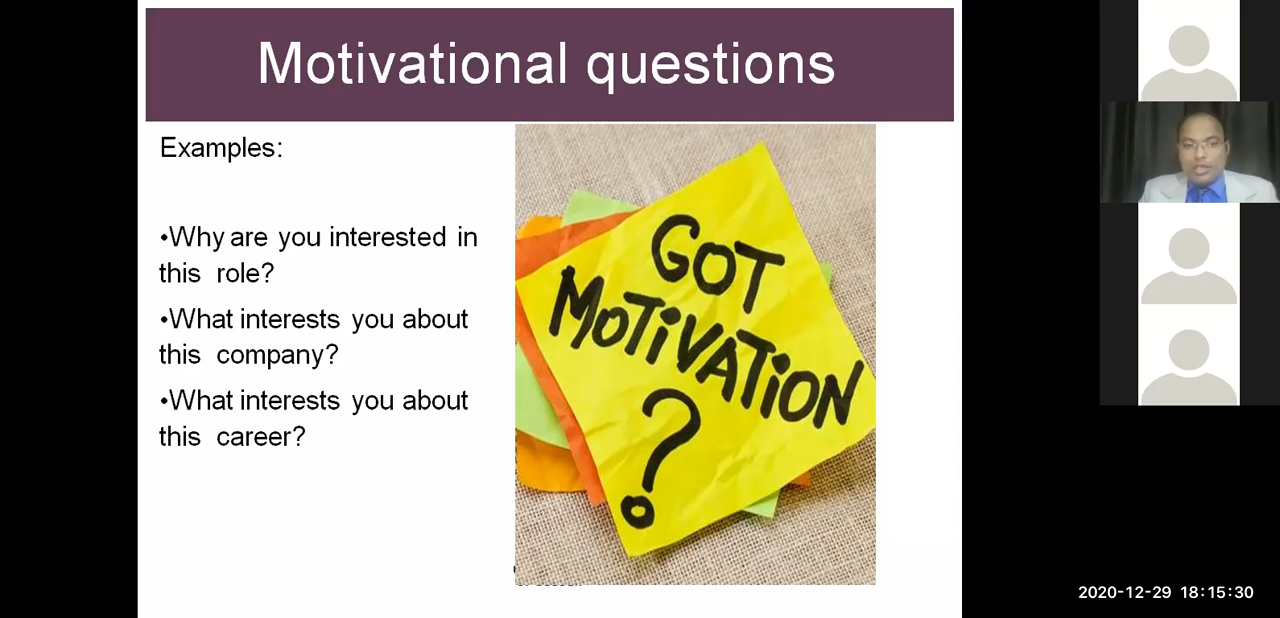 Motivational questions
Examples:
•Why are you interested in
this role?
•What interests you about
this company?
•What interests you about
this career?
GOT
MOTiVATiON
?
2020-12-29 18:15:30